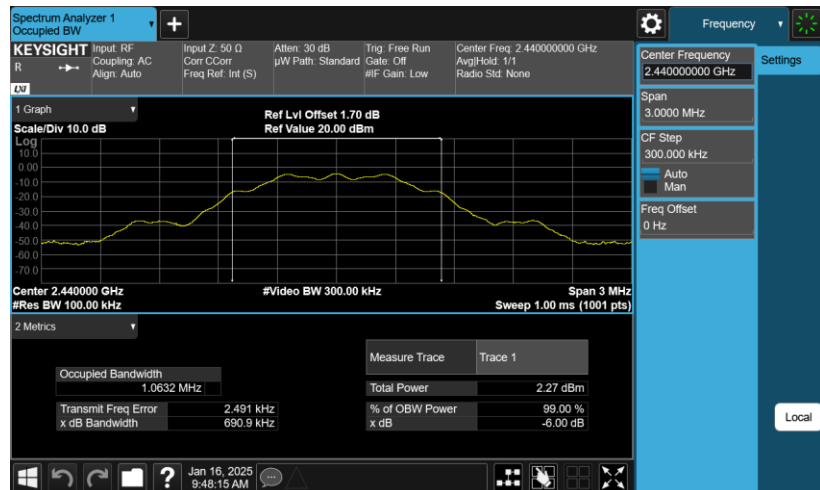 Spectrum Analyzer 1
Occupied BW
+
Frequency
KEYSIGHT
R
LXI
Input: RF
Coupling: AC
Align: Auto
Input Z: 50 Ω
Corr CCorr
Freq Ref: Int (S)
Atten: 30 dB
µW Path: Standard
Trig: Free Run
Gate: Off
#IF Gain: Low
Center Freq: 2.440000000 GHz
Avg|Hold: 1/1
Radio Std: None
Center Frequency
2.440000000 GHz
Settings
Span
3.0000 MHz
CF Step
300.000 kHz
Auto
Man
Freq Offset
0 Hz
Local
1 Graph
Scale/Div 10.0 dB
Ref Lvl Offset 1.70 dB
Ref Value 20.00 dBm
Log
10.0
0.00
-10.0
-20.0
-30.0
-40.0
-50.0
-60.0
-70.0
Center 2.440000 GHz
#Video BW 300.00 kHz
Span 3 MHz
#Res BW 100.00 kHz
Sweep 1.00 ms (1001 pts)
2 Metrics
Measure Trace Trace 1
Occupied Bandwidth
1.0632 MHz
Total Power 2.27 dBm
Transmit Freq Error 2.491 kHz
% of OBW Power 99.00 %
x dB Bandwidth 690.9 kHz
x dB -6.00 dB
?
Jan 16, 2025
9:48:15 AM